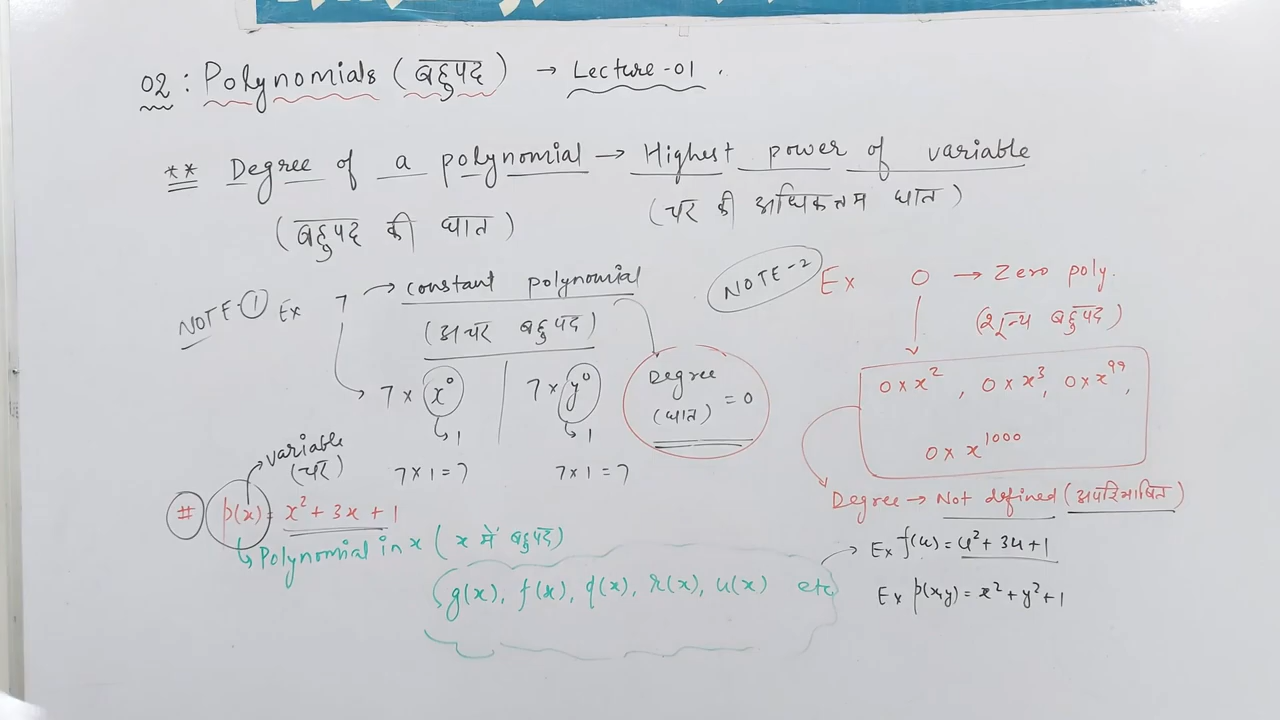 02 : Polynomials (बहुपद) → Lecture-01 .
** Degree of a polynomial → Highest power of variable
(बहुपद की घात) (चर की अधिकतम घात)
NOTE-① Ex 7 → constant polynomial
(अचर बहुपद)
7 × x⁰ | 7 × y⁰
↳ 1 ↳ 1
7 × 1 = 7 7 × 1 = 7
Degree (घात) = 0
NOTE-2 Ex 0 → Zero poly.
(शून्य बहुपद)
0 × x² , 0 × x³, 0 × x⁹⁹,
0 × x¹⁰⁰⁰
Degree → Not defined (अपरिभाषित)
variable
(चर)
# p(x) = x² + 3x + 1
↳ Polynomial in x ( x में बहुपद)
g(x), f(x), q(x), r(x), u(x) etc
→ Ex f(u) = u² + 3u + 1
Ex p(x,y) = x² + y² + 1